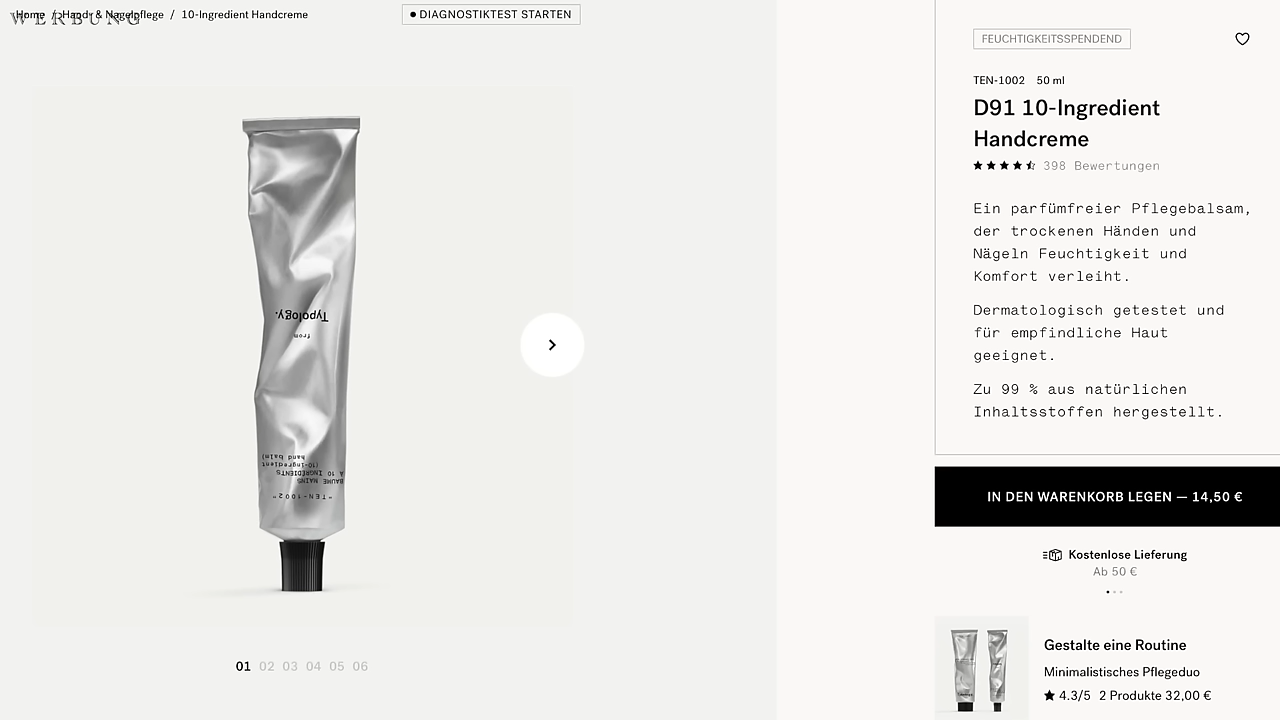 WERBUNG
Home / Hand- & Nagelpflege / 10-Ingredient Handcreme
DIAGNOSTIKTEST STARTEN
Typology.
from
hand balm)
(10-ingredient
À 10 INGRÉDIENTS
BAUME MAINS
"TEN-1002"
01 02 03 04 05 06
FEUCHTIGKEITSSPENDEND
TEN-1002 50 ml
D91 10-Ingredient
Handcreme
398 Bewertungen
Ein parfümfreier Pflegebalsam,
der trockenen Händen und
Nägeln Feuchtigkeit und
Komfort verleiht.
Dermatologisch getestet und
für empfindliche Haut
geeignet.
Zu 99 % aus natürlichen
Inhaltsstoffen hergestellt.
IN DEN WARENKORB LEGEN — 14,50 €
Kostenlose Lieferung
Ab 50 €
Gestalte eine Routine
Minimalistisches Pflegeduo
4.3/5 2 Produkte 32,00 €